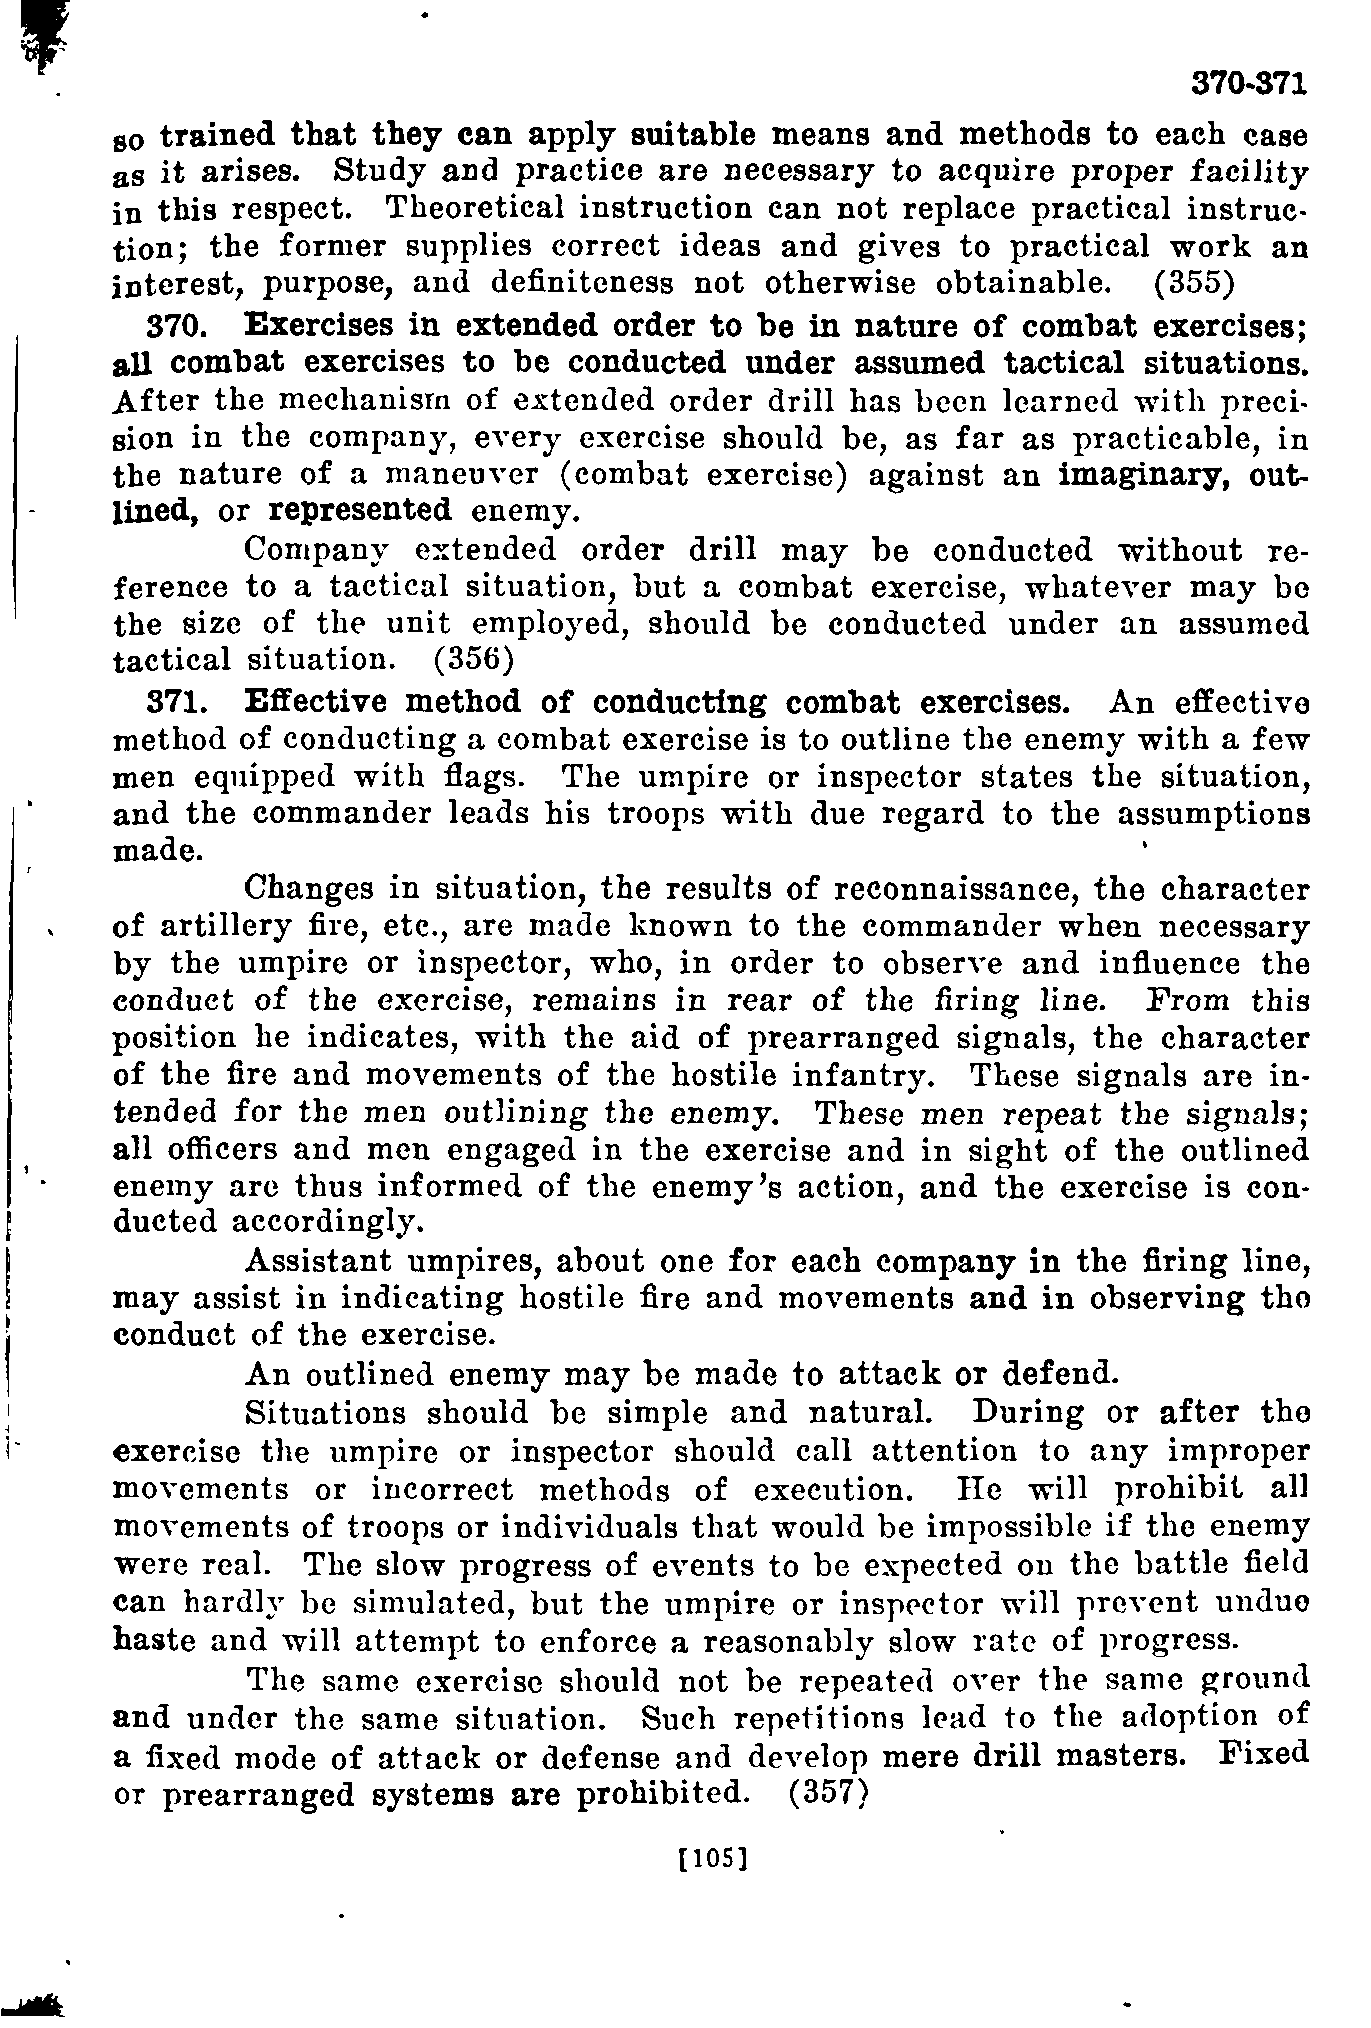 370-371
so trained that they can apply suitable means and methods to each case
as it arises. Study and practice are necessary to acquire proper facility
in this respect. Theoretical instruction can not replace practical instruc-
tion; the former supplies correct ideas and gives to practical work an
interest, purpose, and definiteness not otherwise obtainable. (355)
370. Exercises in extended order to be in nature of combat exercises;
all combat exercises to be conducted under assumed tactical situations.
After the mechanism of extended order drill has been learned with preci-
sion in the company, every exercise should be, as far as practicable, in
the nature of a maneuver (combat exercise) against an imaginary, out-
lined, or represented enemy.
Company extended order drill may be conducted without re-
ference to a tactical situation, but a combat exercise, whatever may be
the size of the unit employed, should be conducted under an assumed
tactical situation. (356)
371. Effective method of conducting combat exercises. An effective
method of conducting a combat exercise is to outline the enemy with a few
men equipped with flags. The umpire or inspector states the situation,
and the commander leads his troops with due regard to the assumptions
made.
Changes in situation, the results of reconnaissance, the character
of artillery fire, etc., are made known to the commander when necessary
by the umpire or inspector, who, in order to observe and influence the
conduct of the exercise, remains in rear of the firing line. From this
position he indicates, with the aid of prearranged signals, the character
of the fire and movements of the hostile infantry. These signals are in-
tended for the men outlining the enemy. These men repeat the signals;
all officers and men engaged in the exercise and in sight of the outlined
enemy are thus informed of the enemy's action, and the exercise is con-
ducted accordingly.
Assistant umpires, about one for each company in the firing line,
may assist in indicating hostile fire and movements and in observing the
conduct of the exercise.
An outlined enemy may be made to attack or defend.
Situations should be simple and natural. During or after the
exercise the umpire or inspector should call attention to any improper
movements or incorrect methods of execution. He will prohibit all
movements of troops or individuals that would be impossible if the enemy
were real. The slow progress of events to be expected on the battle field
can hardly be simulated, but the umpire or inspector will prevent undue
haste and will attempt to enforce a reasonably slow rate of progress.
The same exercise should not be repeated over the same ground
and under the same situation. Such repetitions lead to the adoption of
a fixed mode of attack or defense and develop mere drill masters. Fixed
or prearranged systems are prohibited. (357)
[105]